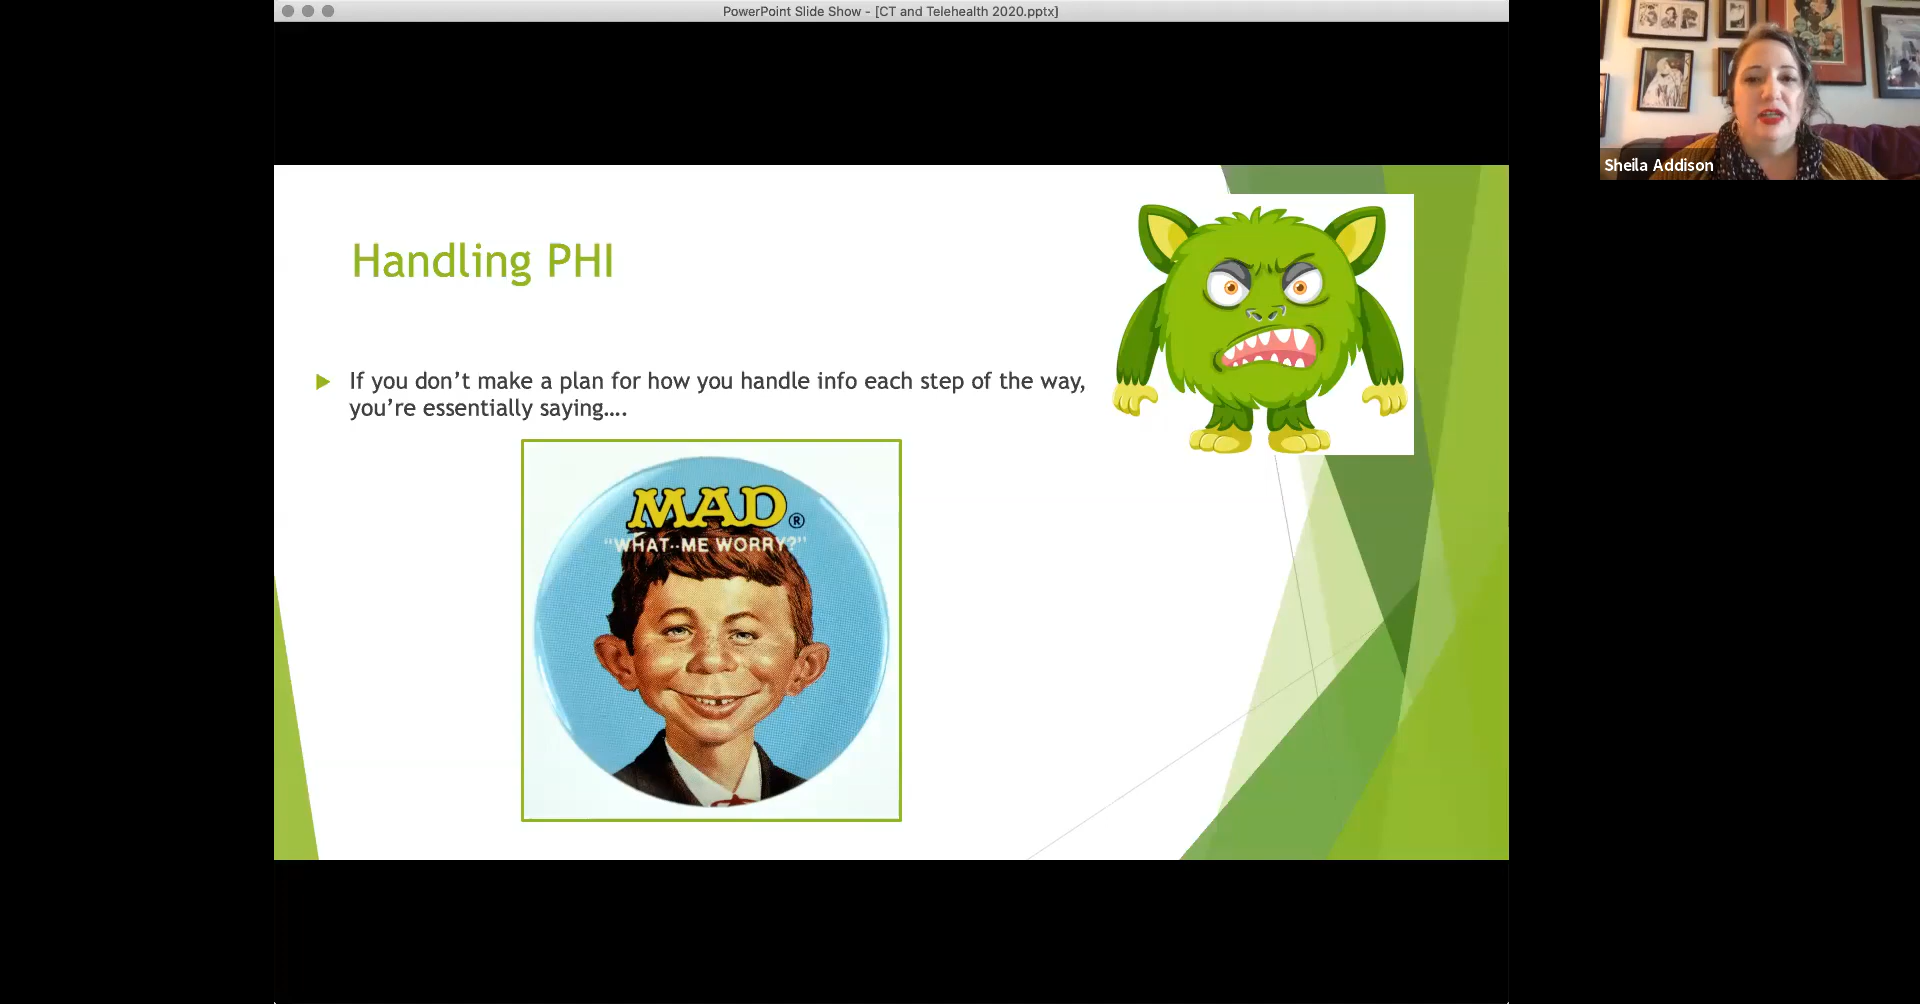 PowerPoint Slide Show - [CT and Telehealth 2020.pptx]
Sheila Addison
Handling PHI
If you don’t make a plan for how you handle info each step of the way,
you’re essentially saying….
MAD®
"WHAT--ME WORRY?"